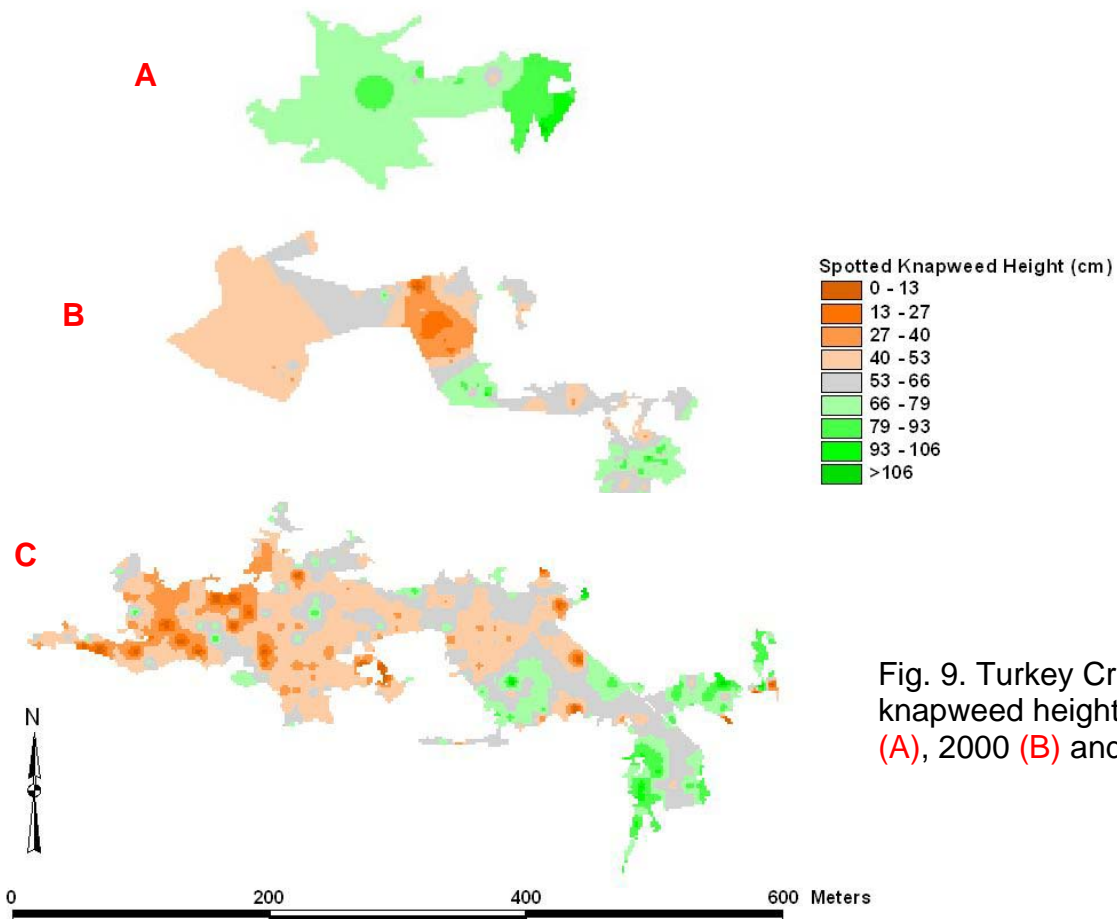 A
B
Spotted Knapweed Height (cm)
0 - 13
13 - 27
27 - 40
40 - 53
53 - 66
66 - 79
79 - 93
93 - 106
>106
C
Fig. 9. Turkey Cr
knapweed height
(A), 2000 (B) and
N
0 200 400 600 Meters